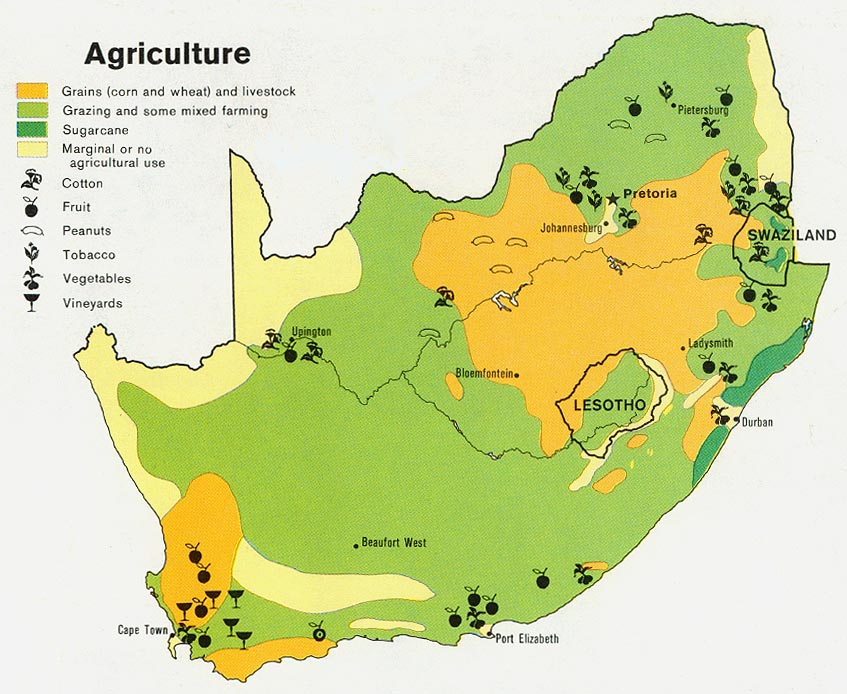 Agriculture
Grains (corn and wheat) and livestock
Grazing and some mixed farming
Sugarcane
Marginal or no
agricultural use
Cotton
Fruit
Peanuts
Tobacco
Vegetables
Vineyards
Pietersburg
Pretoria
Johannesburg
SWAZILAND
Upington
Ladysmith
Bloemfontein
LESOTHO
Durban
Beaufort West
Cape Town
Port Elizabeth